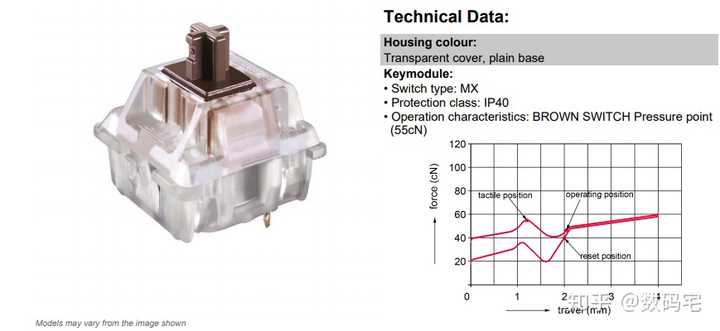 Technical Data:
Housing colour:
Transparent cover, plain base
Keymodule:
• Switch type: MX
• Protection class: IP40
• Operation characteristics: BROWN SWITCH Pressure point
(55cN)
120
100
80
60
40
20
force (cN)
tactile position
operating position
reset position
0
1
2
3
4
travel (mm)
知乎 @数码宅
Models may vary from the image shown